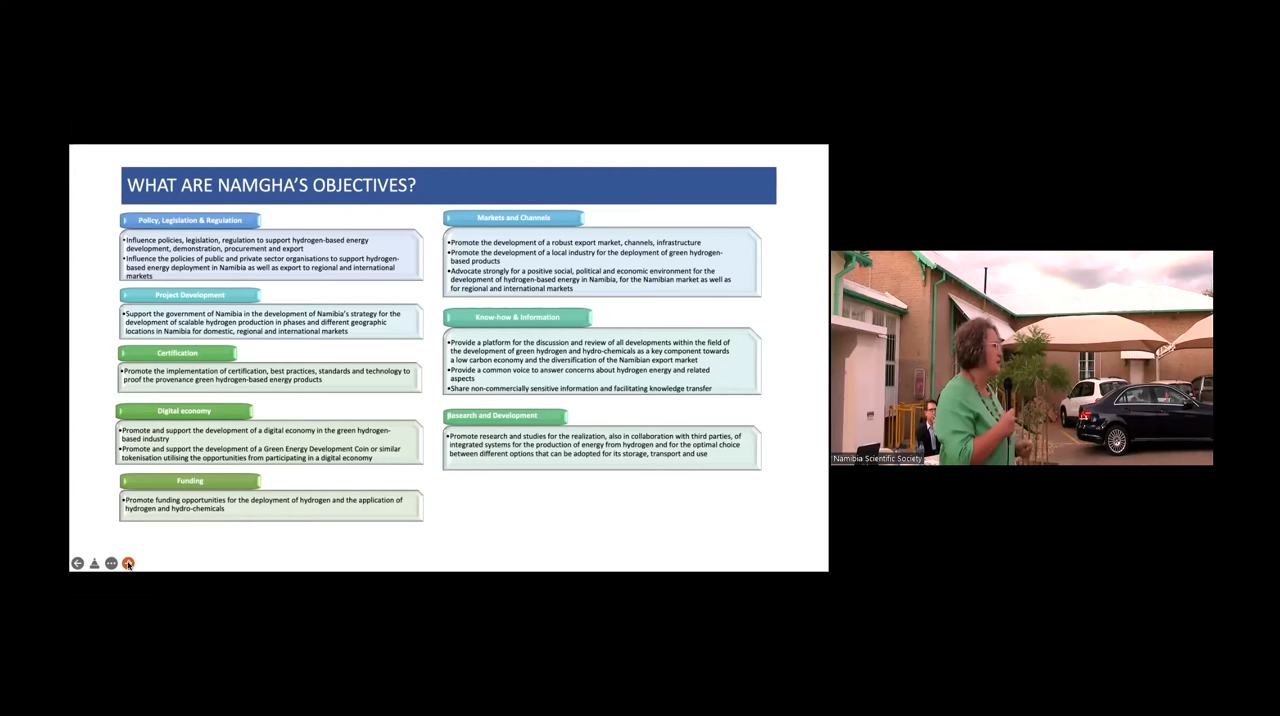 WHAT ARE NAMGHA'S OBJECTIVES?
Policy, Legislation & Regulation
•Influence policies, legislation, regulation to support hydrogen-based energy
development, demonstration, procurement and export
•Influence the policies of public and private sector organisations to support hydrogen-
based energy deployment in Namibia as well as export to regional and international
markets
Project Development
•Support the government of Namibia in the development of Namibia's strategy for the
development of scalable hydrogen production in phases and different geographic
locations in Namibia for domestic, regional and international markets
Certification
•Promote the implementation of certification, best practices, standards and technology to
proof the provenance green hydrogen-based energy products
Digital economy
•Promote and support the development of a digital economy in the green hydrogen-
based industry
•Promote and support the development of a Green Energy Development Coin or similar
tokenisation utilising the opportunities from participating in a digital economy
Funding
•Promote funding opportunities for the deployment of hydrogen and the application of
hydrogen and hydro-chemicals
Markets and Channels
•Promote the development of a robust export market, channels, infrastructure
•Promote the development of a local industry for the deployment of green hydrogen-
based products
•Advocate strongly for a positive social, political and economic environment for the
development of hydrogen-based energy in Namibia, for the Namibian market as well as
for regional and international markets
Know-how & Information
•Provide a platform for the discussion and review of all developments within the field of
the development of green hydrogen and hydro-chemicals as a key component towards
a low carbon economy and the diversification of the Namibian export market
•Provide a common voice to answer concerns about hydrogen energy and related
aspects
•Share non-commercially sensitive information and facilitating knowledge transfer
Research and Development
•Promote research and studies for the realization, also in collaboration with third parties, of
integrated systems for the production of energy from hydrogen and for the optimal choice
between different options that can be adopted for its storage, transport and use
Namibia Scientific Society